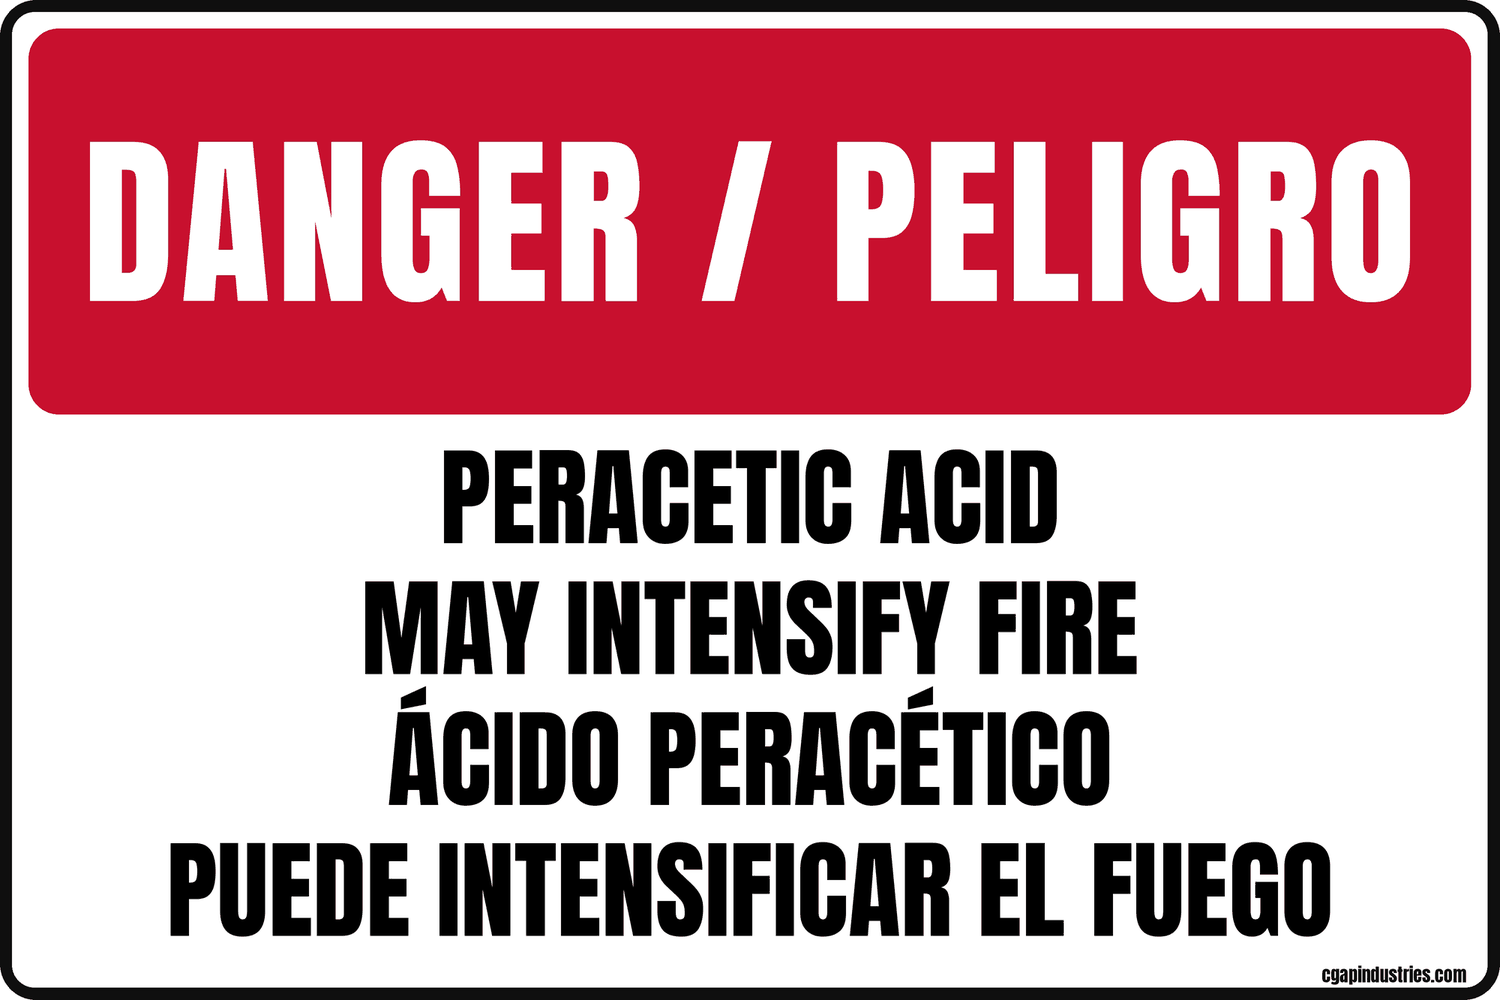 DANGER / PELIGRO
PERACETIC ACID
MAY INTENSIFY FIRE
ÁCIDO PERACÉTICO
PUEDE INTENSIFICAR EL FUEGO
cgapindustries.com